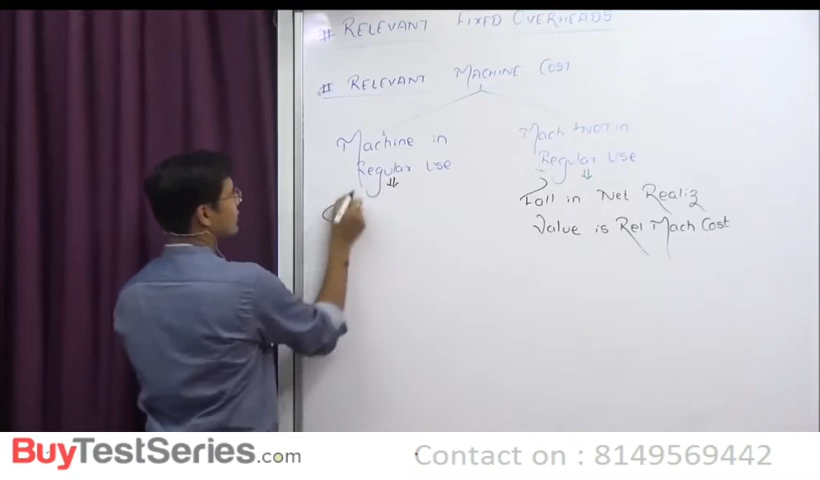 # RELEVANT FIXED OVERHEADS
# RELEVANT MACHINE COST
Machine in
Regular Use
Mach NOT in
Regular Use
Fall in Net Realiz
Value is Rel Mach Cost
BuyTestSeries.com
Contact on : 8149569442